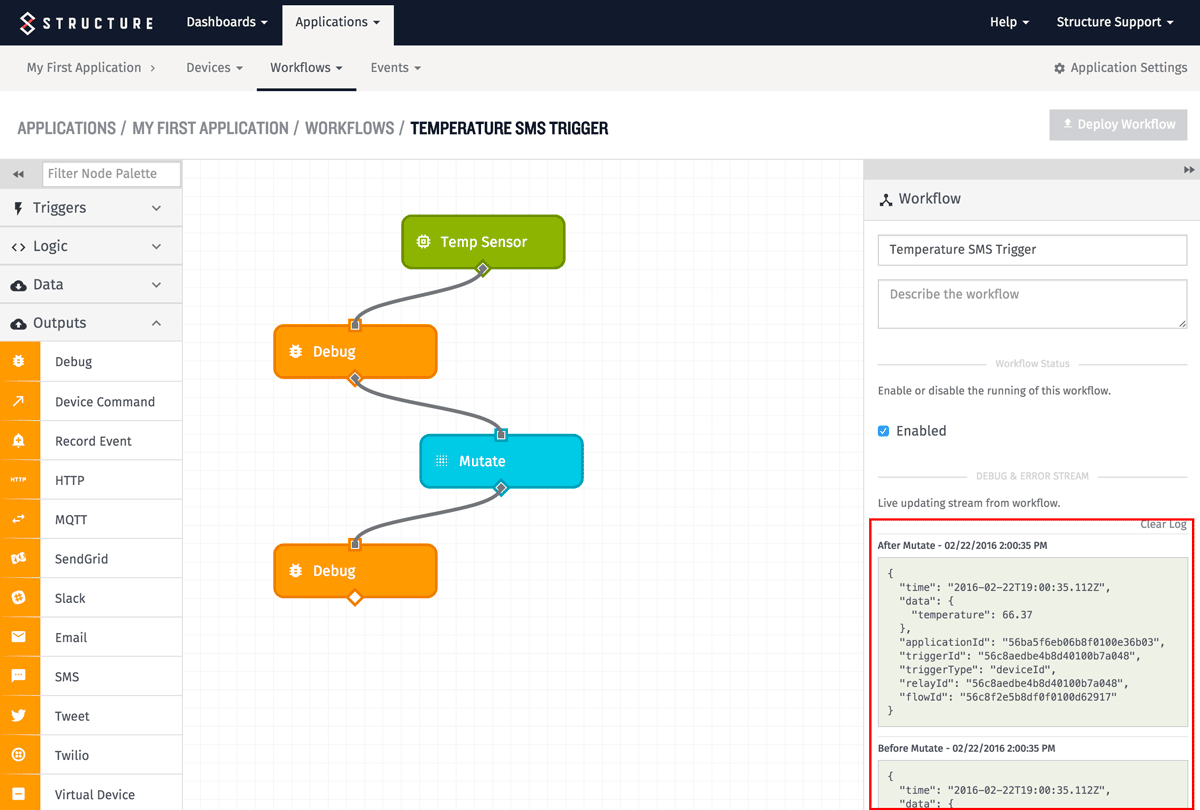 STRUCTURE Dashboards Applications Help Structure Support
My First Application Devices Workflows Events Application Settings
APPLICATIONS / MY FIRST APPLICATION / WORKFLOWS / TEMPERATURE SMS TRIGGER
Deploy Workflow
Filter Node Palette
Triggers
Logic
Data
Outputs
Debug
Device Command
Record Event
HTTP HTTP
MQTT
SendGrid
Slack
Email
SMS
Tweet
Twilio
Virtual Device
Temp Sensor
Debug
Mutate
Debug
Workflow
Temperature SMS Trigger
Describe the workflow
Workflow Status
Enable or disable the running of this workflow.
Enabled
DEBUG & ERROR STREAM
Live updating stream from workflow.
Clear Log
After Mutate - 02/22/2016 2:00:35 PM
{
"time": "2016-02-22T19:00:35.112Z",
"data": {
"temperature": 66.37
},
"applicationId": "56ba5f6eb06b8f0100e36b03",
"triggerId": "56c8aedbe4b8d40100b7a048",
"triggerType": "deviceId",
"relayId": "56c8aedbe4b8d40100b7a048",
"flowId": "56c8f2e5b8df0f0100d62917"
}
Before Mutate - 02/22/2016 2:00:35 PM
{
"time": "2016-02-22T19:00:35.112Z",
"data": {